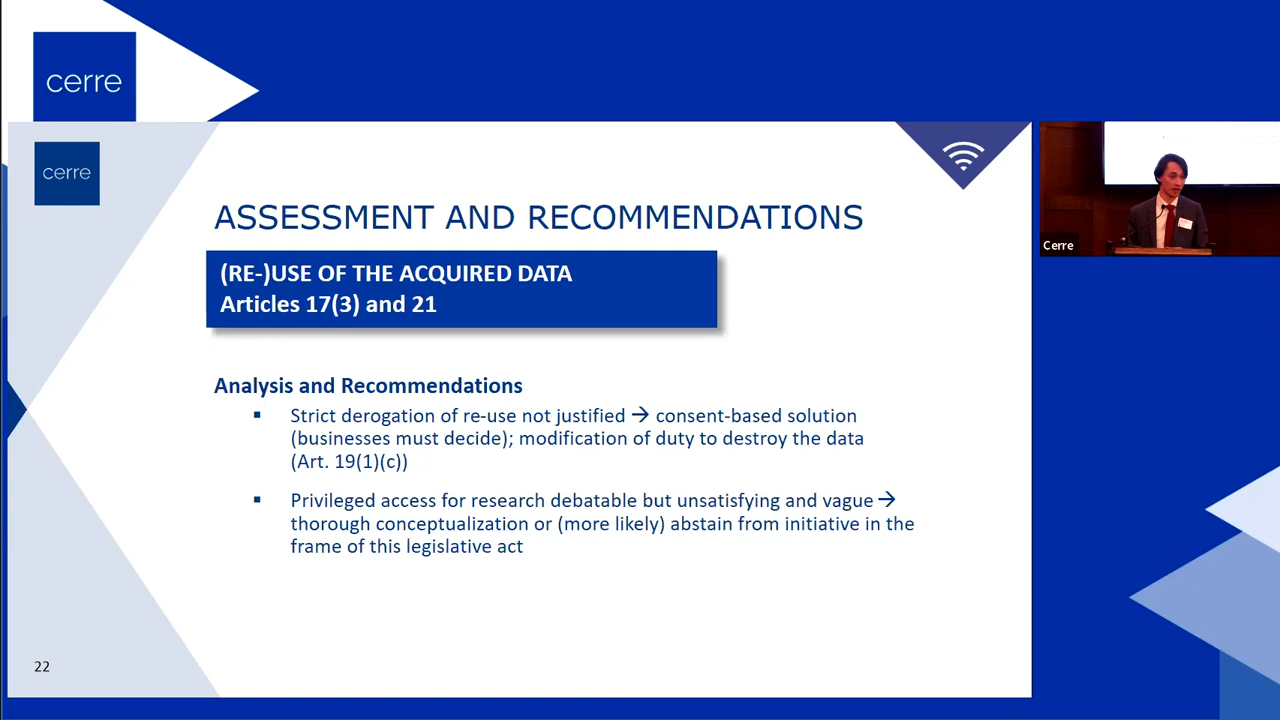 cerre
cerre
ASSESSMENT AND RECOMMENDATIONS
(RE-)USE OF THE ACQUIRED DATA
Articles 17(3) and 21
Analysis and Recommendations
▪ Strict derogation of re-use not justified → consent-based solution
(businesses must decide); modification of duty to destroy the data
(Art. 19(1)(c))
▪ Privileged access for research debatable but unsatisfying and vague →
thorough conceptualization or (more likely) abstain from initiative in the
frame of this legislative act
22
Cerre